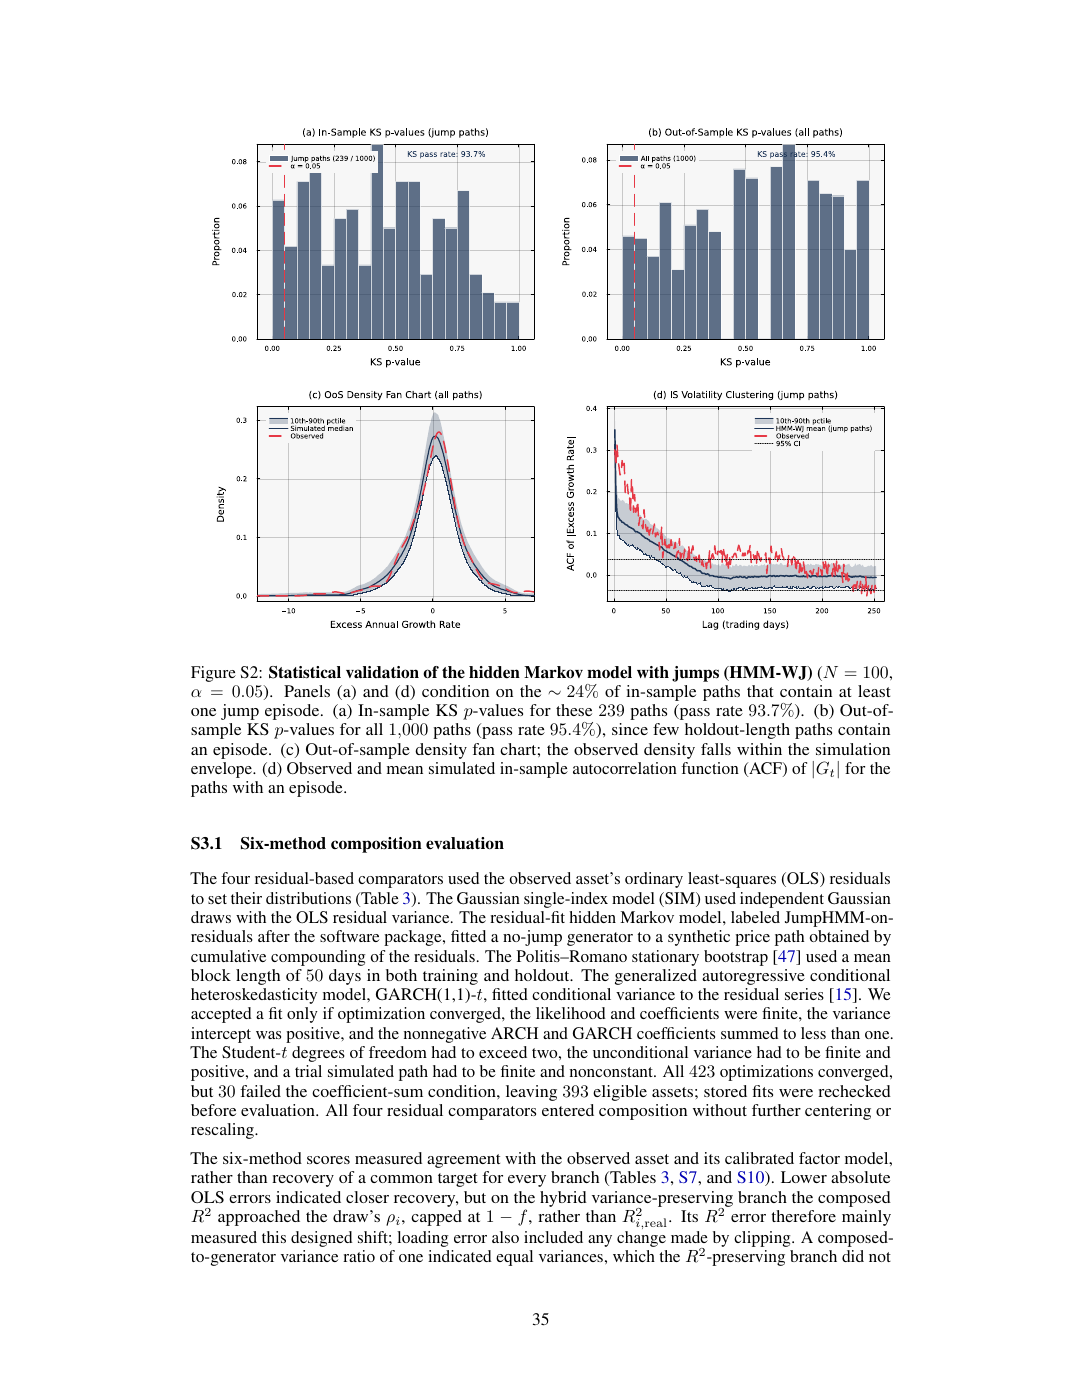 (a) In-Sample KS p-values (jump paths)
KS pass rate: 93.7%
Jump paths (239 / 1000)
α = 0.05
0.08
0.06
0.04
0.02
0.00
Proportion
0.00 0.25 0.50 0.75 1.00
KS p-value
(b) Out-of-Sample KS p-values (all paths)
KS pass rate: 95.4%
All paths (1000)
α = 0.05
0.08
0.06
0.04
0.02
0.00
Proportion
0.00 0.25 0.50 0.75 1.00
KS p-value
(c) OoS Density Fan Chart (all paths)
10th-90th pctile
Simulated median
Observed
0.3
0.2
0.1
0.0
Density
−10 −5 0 5
Excess Annual Growth Rate
(d) IS Volatility Clustering (jump paths)
10th-90th pctile
HMM-WJ mean (jump paths)
Observed
95% CI
0.4
0.3
0.2
0.1
0.0
ACF of |Excess Growth Rate|
0 50 100 150 200 250
Lag (trading days)
Figure S2: Statistical validation of the hidden Markov model with jumps (HMM-WJ) (N = 100,
α = 0.05). Panels (a) and (d) condition on the ∼ 24% of in-sample paths that contain at least
one jump episode. (a) In-sample KS p-values for these 239 paths (pass rate 93.7%). (b) Out-of-
sample KS p-values for all 1,000 paths (pass rate 95.4%), since few holdout-length paths contain
an episode. (c) Out-of-sample density fan chart; the observed density falls within the simulation
envelope. (d) Observed and mean simulated in-sample autocorrelation function (ACF) of |G_t| for the
paths with an episode.
S3.1 Six-method composition evaluation
The four residual-based comparators used the observed asset's ordinary least-squares (OLS) residuals
to set their distributions (Table 3). The Gaussian single-index model (SIM) used independent Gaussian
draws with the OLS residual variance. The residual-fit hidden Markov model, labeled JumpHMM-on-
residuals after the software package, fitted a no-jump generator to a synthetic price path obtained by
cumulative compounding of the residuals. The Politis–Romano stationary bootstrap [47] used a mean
block length of 50 days in both training and holdout. The generalized autoregressive conditional
heteroskedasticity model, GARCH(1,1)-t, fitted conditional variance to the residual series [15]. We
accepted a fit only if optimization converged, the likelihood and coefficients were finite, the variance
intercept was positive, and the nonnegative ARCH and GARCH coefficients summed to less than one.
The Student-t degrees of freedom had to exceed two, the unconditional variance had to be finite and
positive, and a trial simulated path had to be finite and nonconstant. All 423 optimizations converged,
but 30 failed the coefficient-sum condition, leaving 393 eligible assets; stored fits were rechecked
before evaluation. All four residual comparators entered composition without further centering or
rescaling.
The six-method scores measured agreement with the observed asset and its calibrated factor model,
rather than recovery of a common target for every branch (Tables 3, S7, and S10). Lower absolute
OLS errors indicated closer recovery, but on the hybrid variance-preserving branch the composed
R² approached the draw's ρ_i, capped at 1 − f, rather than R²_{i,real}. Its R² error therefore mainly
measured this designed shift; loading error also included any change made by clipping. A composed-
to-generator variance ratio of one indicated equal variances, which the R²-preserving branch did not
35